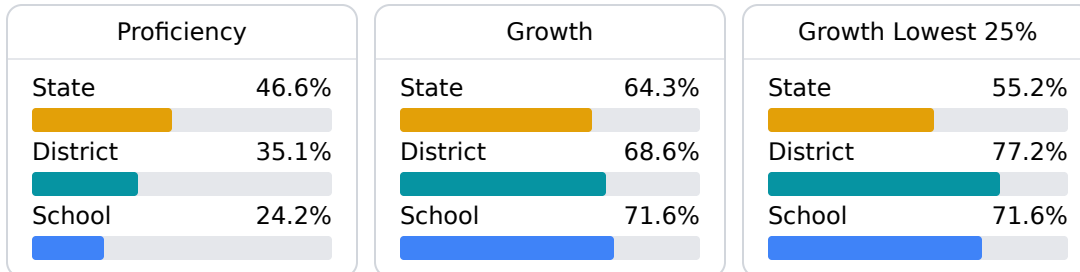 Proficiency
State 46.6%
District 35.1%
School 24.2%
Growth
State 64.3%
District 68.6%
School 71.6%
Growth Lowest 25%
State 55.2%
District 77.2%
School 71.6%